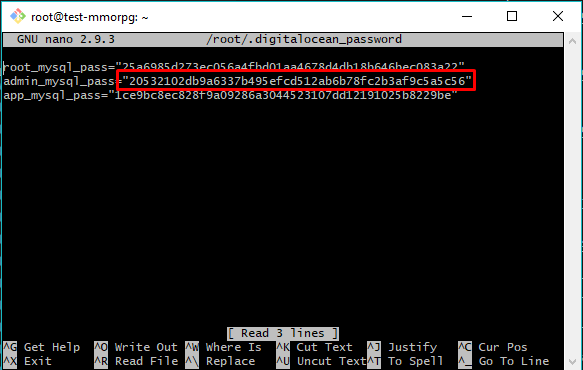 root@test-mmorpg: ~
GNU nano 2.9.3 /root/.digitalocean_password
root_mysql_pass="25a6985d273ec056a4fbd01aa4678d4db18b646bec083a22"
admin_mysql_pass="20532102db9a6337b495efcd512ab6b78fc2b3af9c5a5c56"
app_mysql_pass="1ce9bc8ec828f9a09286a3044523107dd12191025b8229be"
[ Read 3 lines ]
^G Get Help ^O Write Out ^W Where Is ^K Cut Text ^J Justify ^C Cur Pos
^X Exit ^R Read File ^\ Replace ^U Uncut Text ^T To Spell ^_ Go To Line